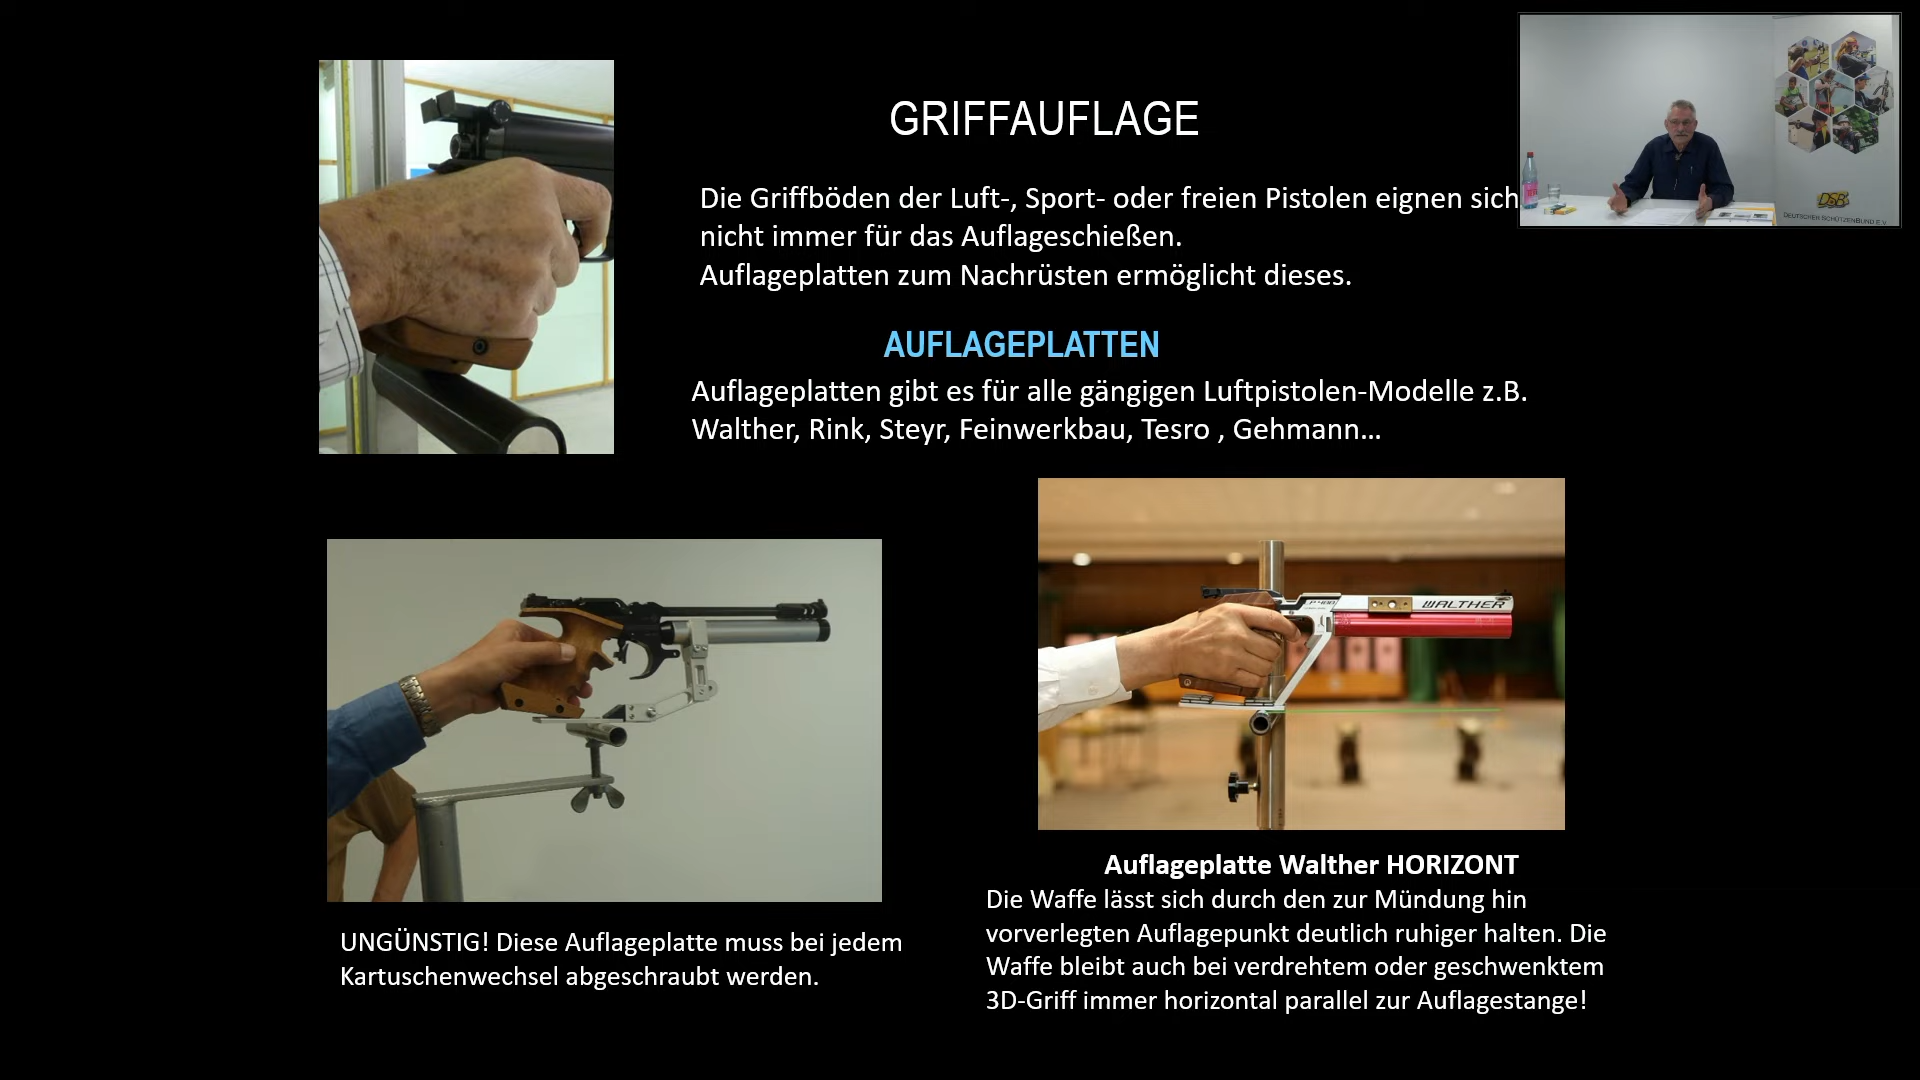 GRIFFAUFLAGE
Die Griffböden der Luft-, Sport- oder freien Pistolen eignen sich
nicht immer für das Auflageschießen.
Auflageplatten zum Nachrüsten ermöglicht dieses.
AUFLAGEPLATTEN
Auflageplatten gibt es für alle gängigen Luftpistolen-Modelle z.B.
Walther, Rink, Steyr, Feinwerkbau, Tesro , Gehmann...
DSB
DEUTSCHER SCHÜTZENBUND E.V.
LP400
WALTHER
UNGÜNSTIG! Diese Auflageplatte muss bei jedem
Kartuschenwechsel abgeschraubt werden.
Auflageplatte Walther HORIZONT
Die Waffe lässt sich durch den zur Mündung hin
vorverlegten Auflagepunkt deutlich ruhiger halten. Die
Waffe bleibt auch bei verdrehtem oder geschwenktem
3D-Griff immer horizontal parallel zur Auflagestange!